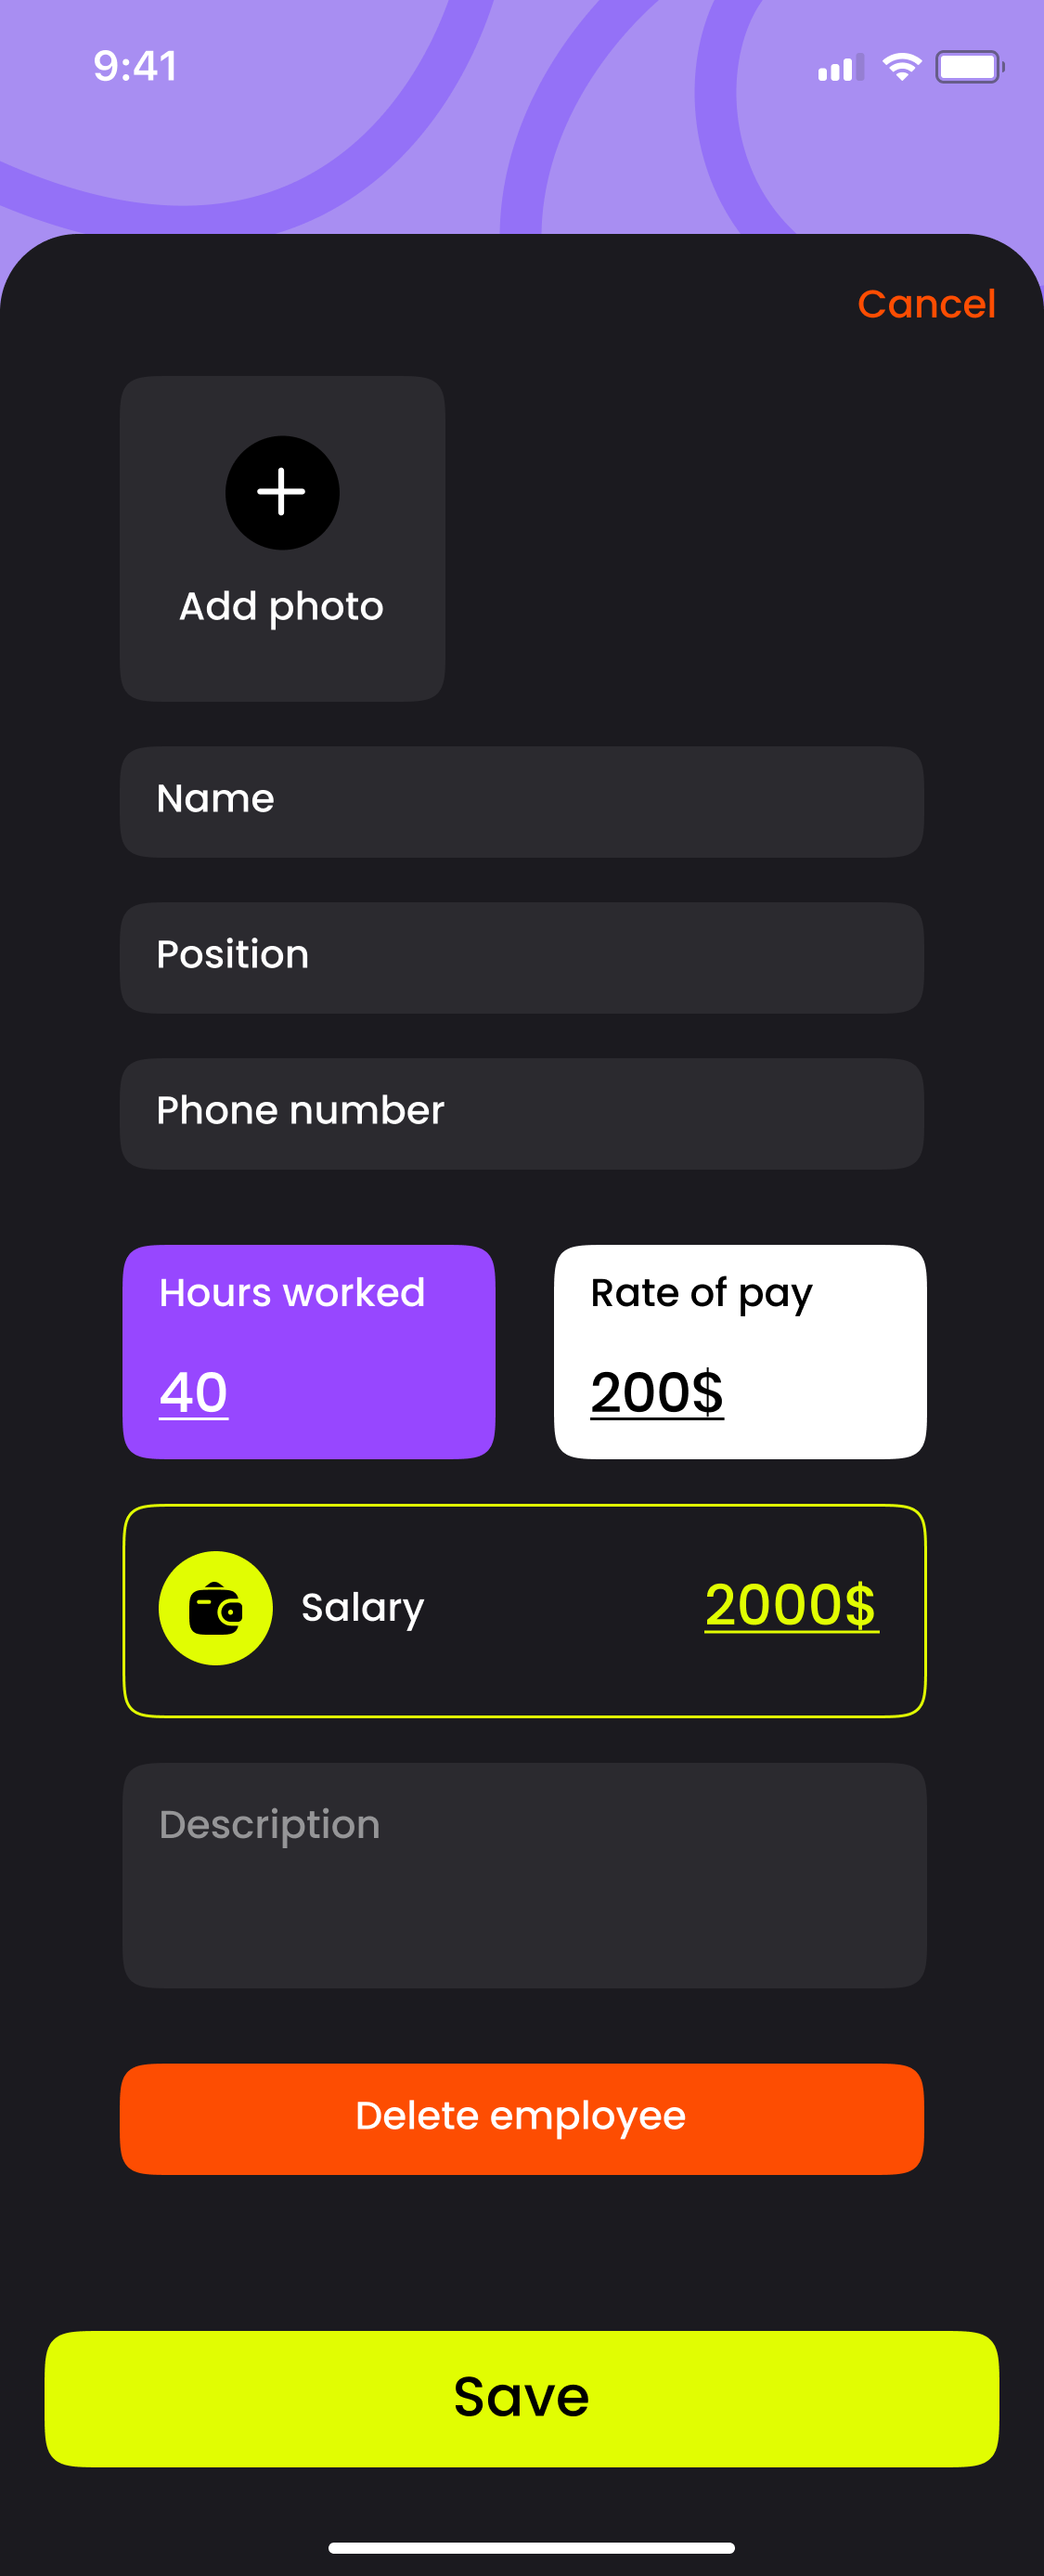 9:41
Cancel
Add photo
Name
Position
Phone number
Hours worked
40
Rate of pay
200$
Salary
2000$
Description
Delete employee
Save